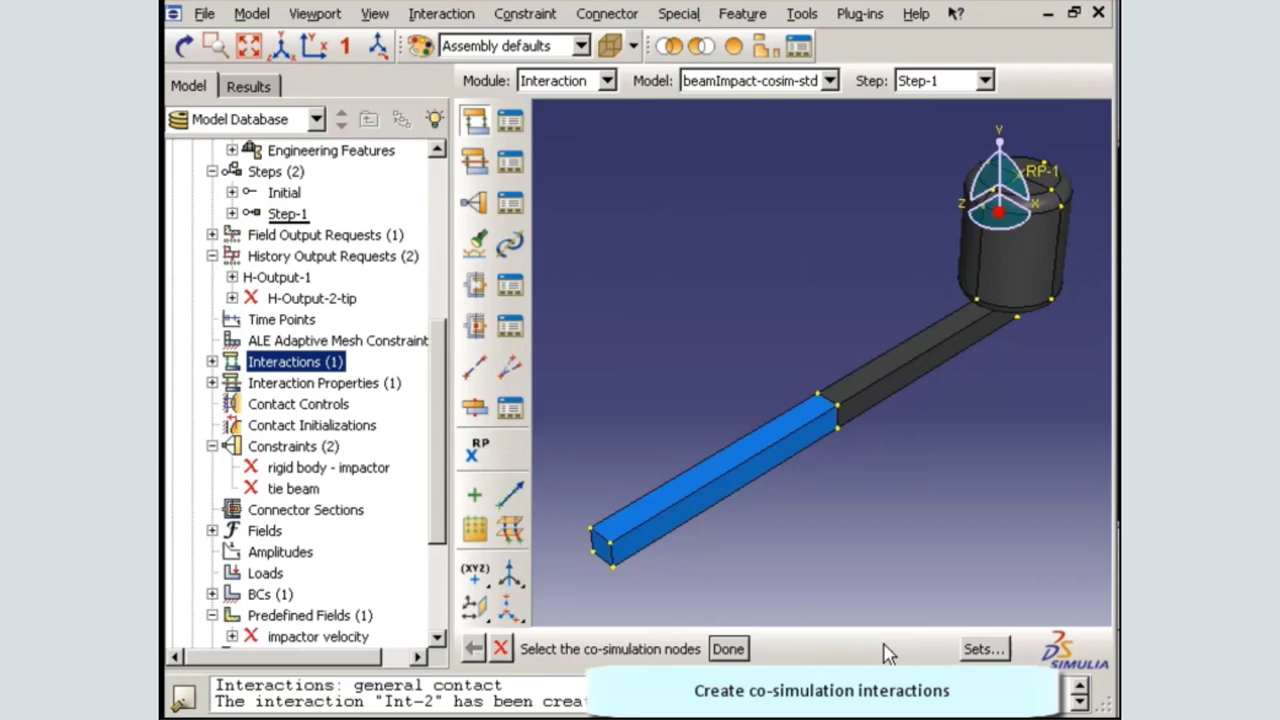 File Model Viewport View Interaction Constraint Connector Special Feature Tools Plug-ins Help
1 Assembly defaults
Model Results
Module: Interaction Model: beamImpact-cosim-std Step: Step-1
Model Database
Engineering Features
Steps (2)
Initial
Step-1
Field Output Requests (1)
History Output Requests (2)
H-Output-1
H-Output-2-tip
Time Points
ALE Adaptive Mesh Constraint
Interactions (1)
Interaction Properties (1)
Contact Controls
Contact Initializations
Constraints (2)
rigid body - impactor
tie beam
Connector Sections
Fields
Amplitudes
Loads
BCs (1)
Predefined Fields (1)
impactor velocity
RP
(XYZ)
Y
RP-1
Z X
Select the co-simulation nodes Done Sets...
SIMULIA
Interactions: general contact
The interaction "Int-2" has been crea
Create co-simulation interactions